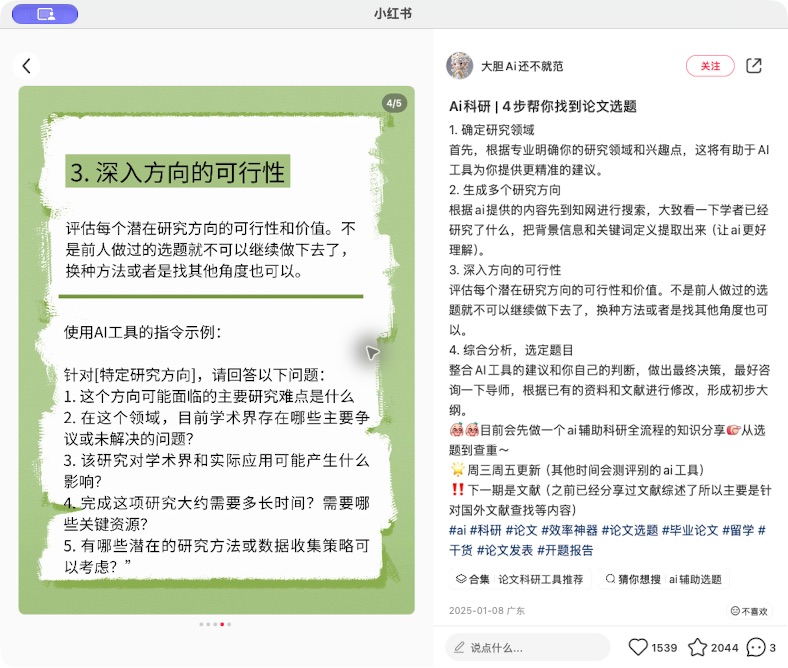 小红书
4/5
3. 深入方向的可行性
评估每个潜在研究方向的可行性和价值。不
是前人做过的选题就不可以继续做下去了，
换种方法或者是找其他角度也可以。
使用AI工具的指令示例：
针对[特定研究方向]，请回答以下问题：
1. 这个方向可能面临的主要研究难点是什么
2. 在这个领域，目前学术界存在哪些主要争
议或未解决的问题？
3. 该研究对学术界和实际应用可能产生什么
影响？
4. 完成这项研究大约需要多长时间？需要哪
些关键资源？
5. 有哪些潜在的研究方法或数据收集策略可
以考虑？”
大胆Ai还不就范
关注
Ai科研 | 4步帮你找到论文选题
1. 确定研究领域
首先，根据专业明确你的研究领域和兴趣点，这将有助于AI
工具为你提供更精准的建议。
2. 生成多个研究方向
根据ai提供的内容先到知网进行搜索，大致看一下学者已经
研究了什么，把背景信息和关键词定义提取出来（让ai更好
理解）。
3. 深入方向的可行性
评估每个潜在研究方向的可行性和价值。不是前人做过的选
题就不可以继续做下去了，换种方法或者是找其他角度也可
以。
4. 综合分析，选定题目
整合AI工具的建议和你自己的判断，做出最终决策，最好咨
询一下导师，根据已有的资料和文献进行修改，形成初步大
纲。
目前会先做一个ai辅助科研全流程的知识分享👉从选
题到查重～
🌟周三周五更新（其他时间会测评别的ai工具）
‼️下一期是文献（之前已经分享过文献综述了所以主要是针
对国外文献查找等内容）
#ai #科研 #论文 #效率神器 #论文选题 #毕业论文 #留学 #
干货 #论文发表 #开题报告
合集 论文科研工具推荐 猜你想搜 ai辅助选题
2025-01-08 广东 不喜欢
说点什么... 1539 2044 3